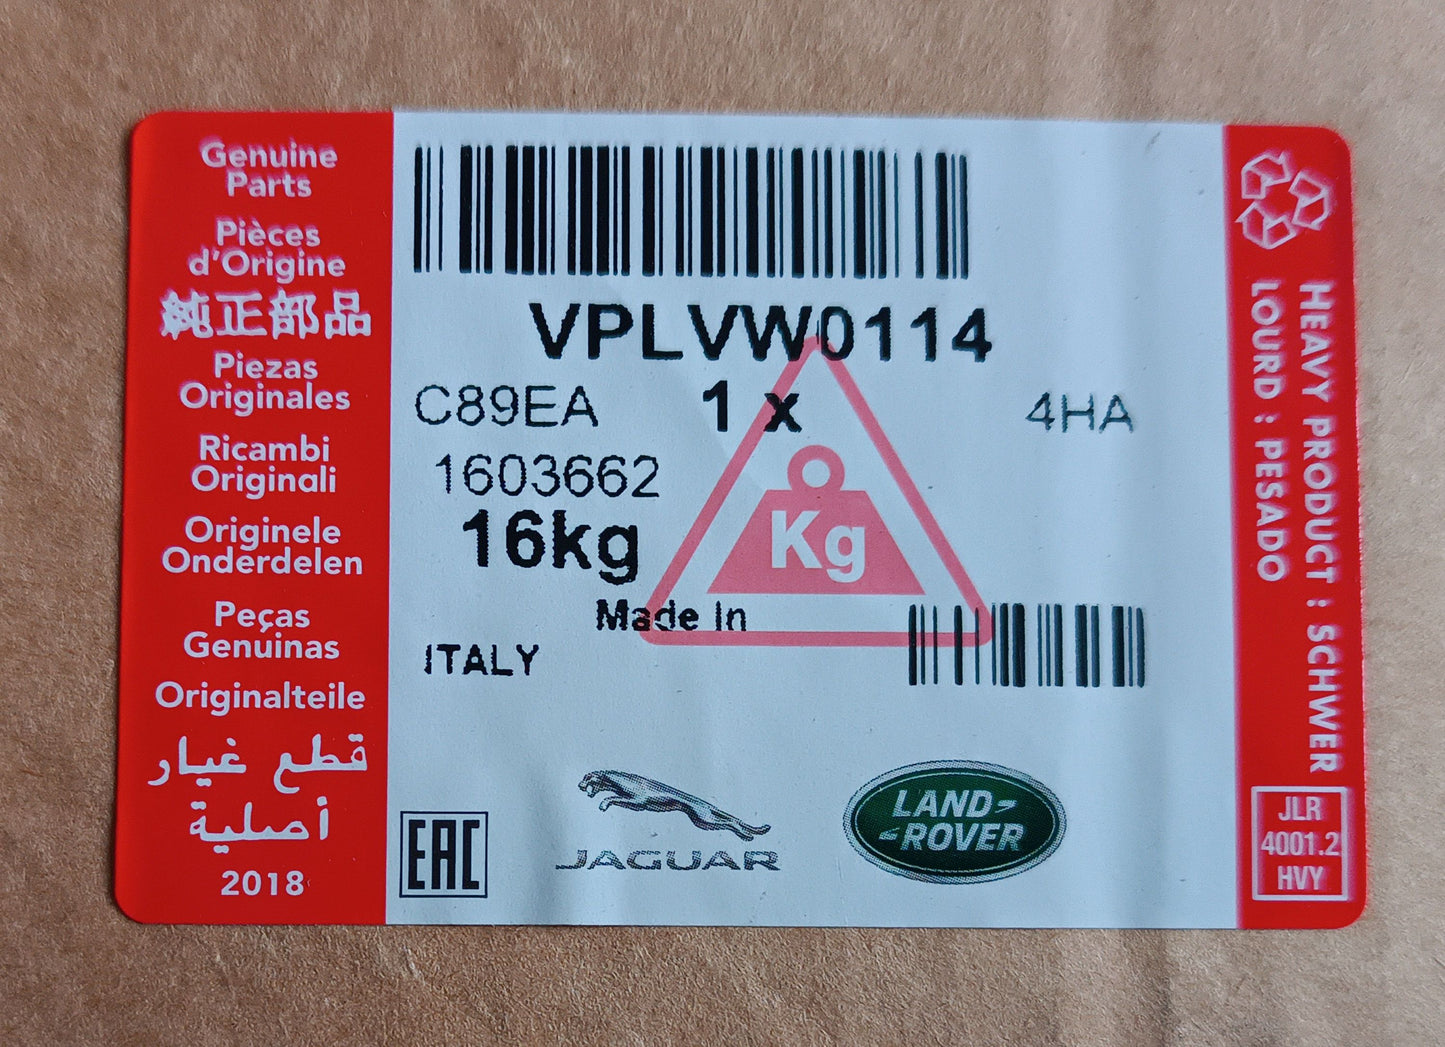 Genuine
Parts
Pièces
d'Origine
純正部品
Piezas
Originales
Ricambi
Originali
Originele
Onderdelen
Peças
Genuinas
Originalteile
قطع غيار
أصلية
2018
VPLVW0114
C89EA 1 x 4HA
1603662
16kg
Kg
Made In
ITALY
EAC
JAGUAR
LAND-
-ROVER
HEAVY PRODUCT : SCHWER
LOURD : PESADO
JLR
4001.2
HVY